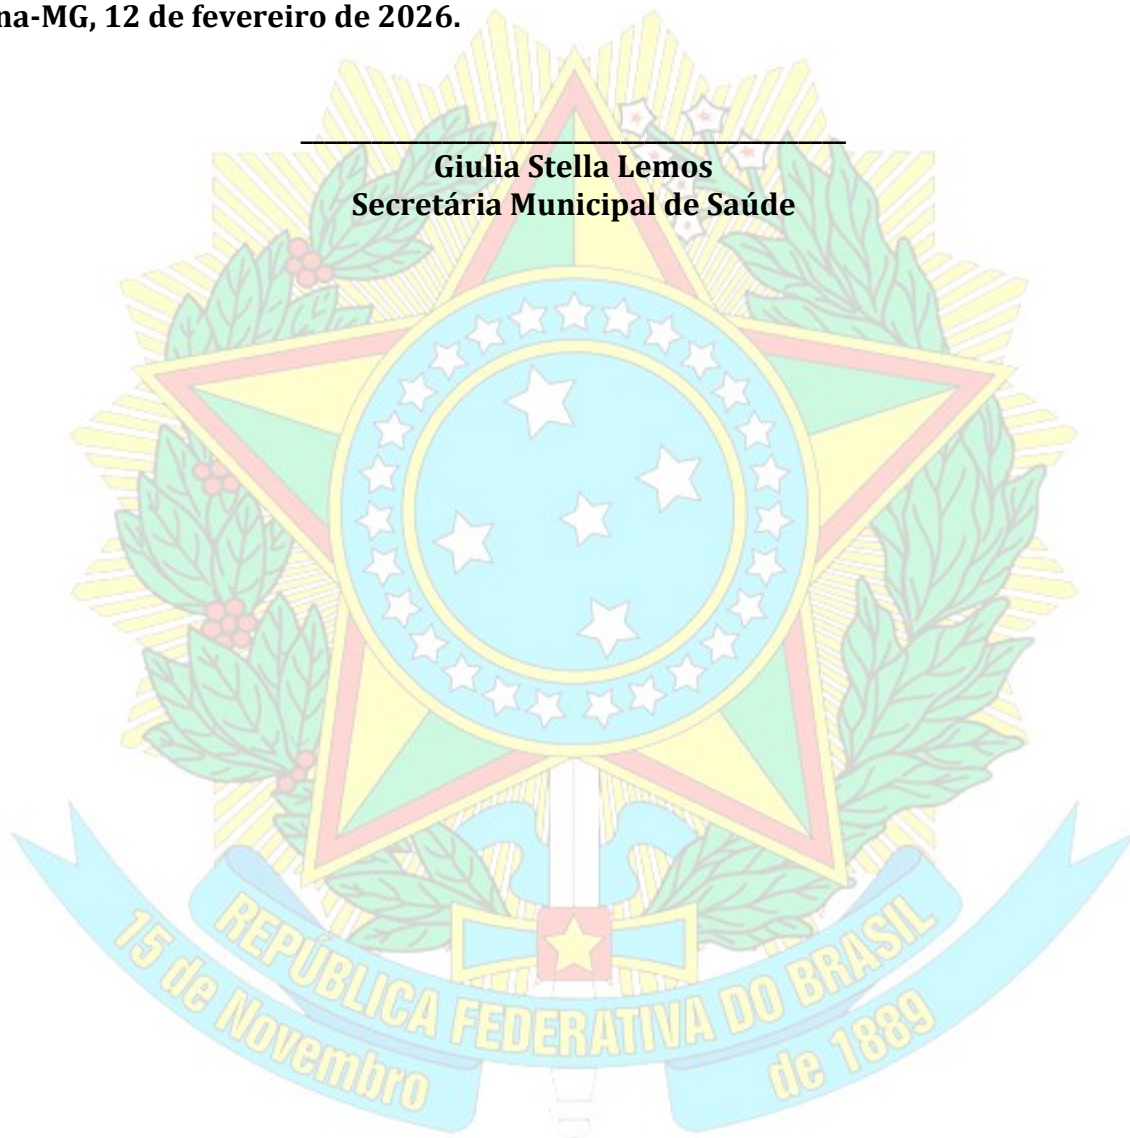 na-MG, 12 de fevereiro de 2026.
Giulia Stella Lemos
Secretária Municipal de Saúde
REPÚBLICA FEDERATIVA DO BRASIL
15 de Novembro
de 1889